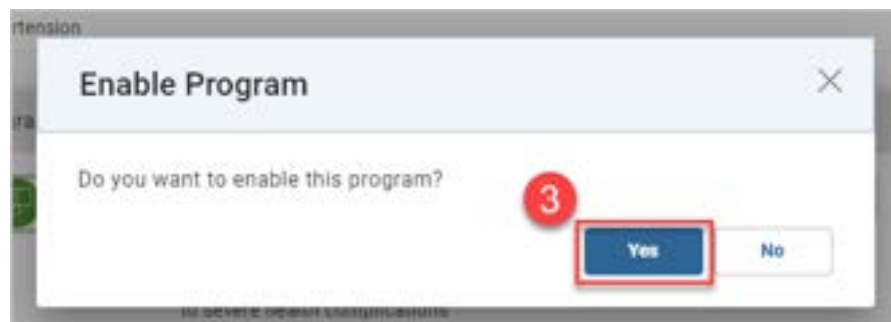 rtension
Enable Program
Do you want to enable this program?
3
Yes
No
to severe health complications